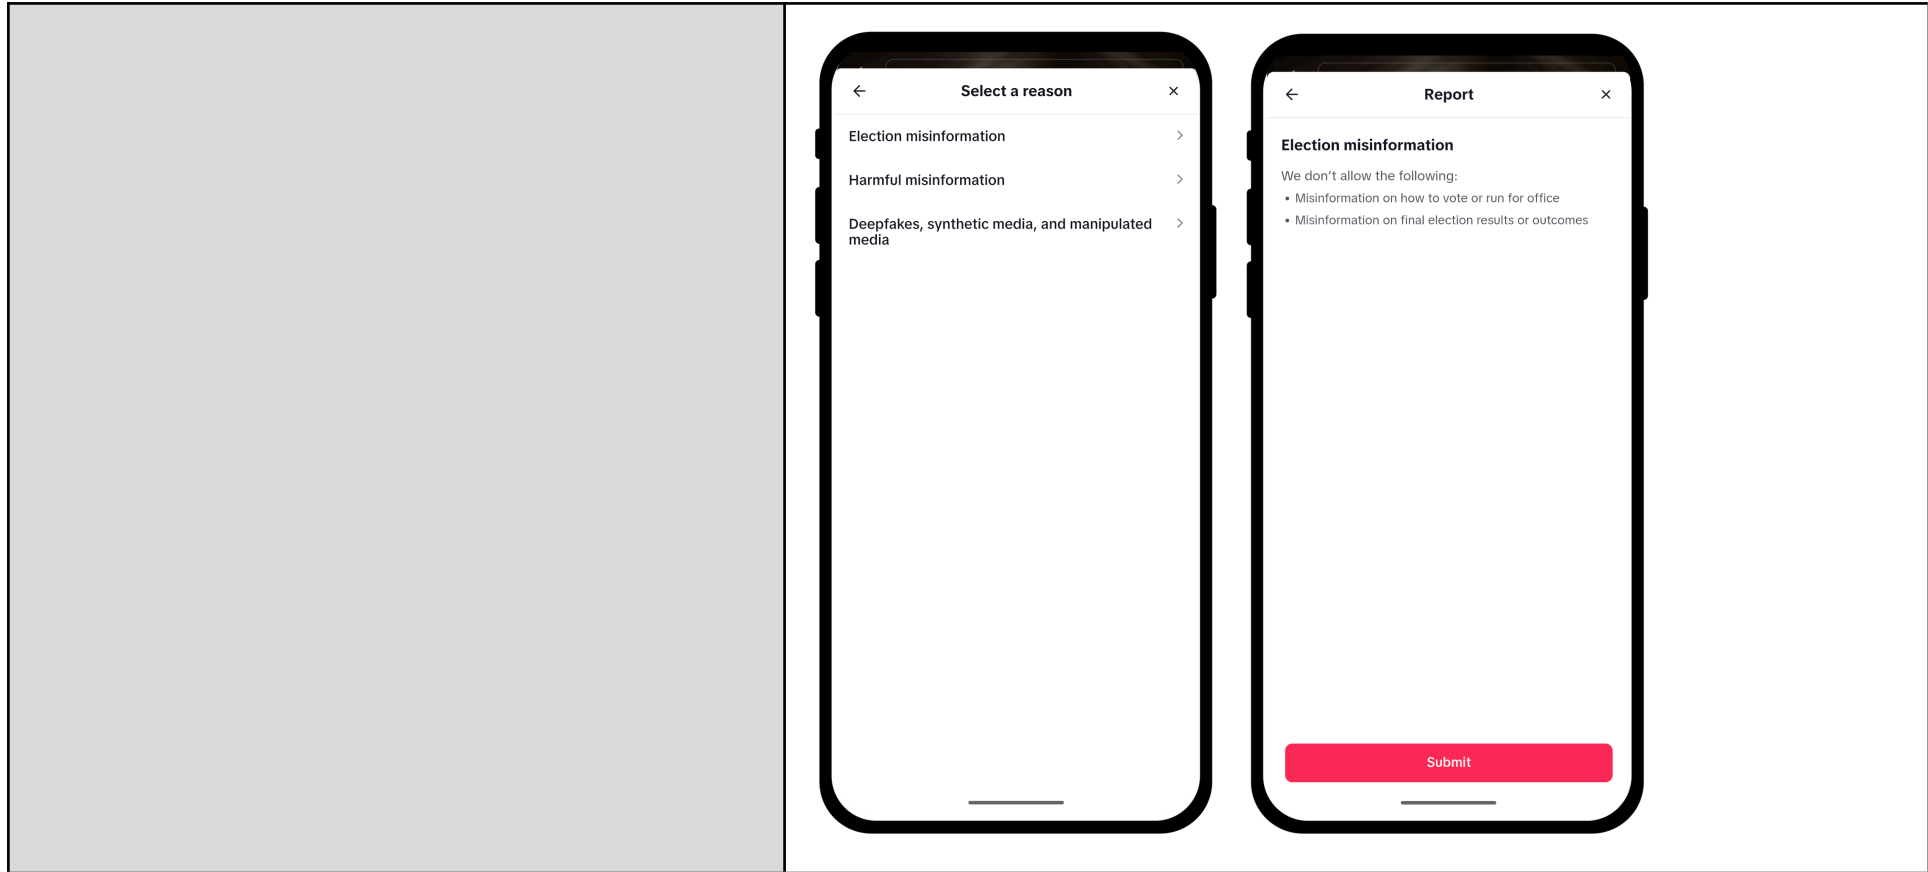 Select a reason
Election misinformation
Harmful misinformation
Deepfakes, synthetic media, and manipulated
media
Report
Election misinformation
We don’t allow the following:
• Misinformation on how to vote or run for office
• Misinformation on final election results or outcomes
Submit